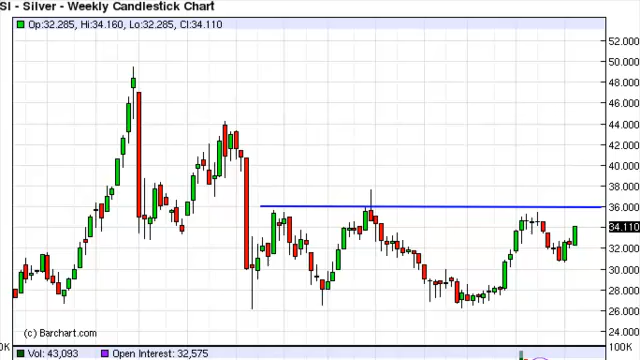 SI - Silver - Weekly Candlestick Chart
Op:32.285, Hi:34.160, Lo:32.285, Cl:34.110
52.000
50.000
48.000
46.000
44.000
42.000
40.000
38.000
36.000
34.110
32.000
30.000
28.000
26.000
24.000
(c) Barchart.com
0K
100K
Vol: 43,093
Open Interest: 32,575